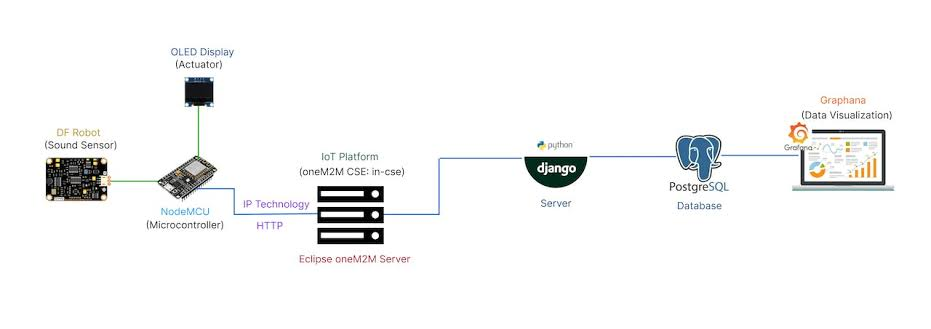 OLED Display
(Actuator)
DF Robot
(Sound Sensor)
NodeMCU
(Microcontroller)
IP Technology
HTTP
IoT Platform
(oneM2M CSE: in-cse)
Eclipse oneM2M Server
python
django
Server
PostgreSQL
Database
Graphana
(Data Visualization)
Grafana